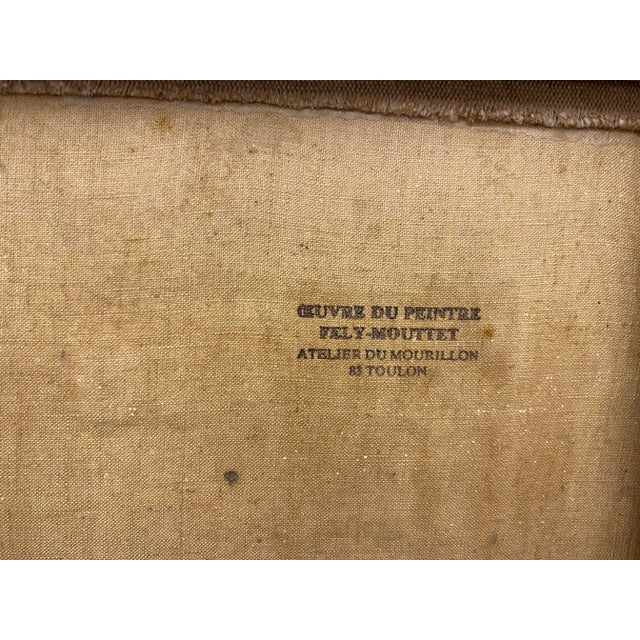 ŒUVRE DU PEINTRE
FELY-MOUTTET
ATELIER DU MOURILLON
83 TOULON